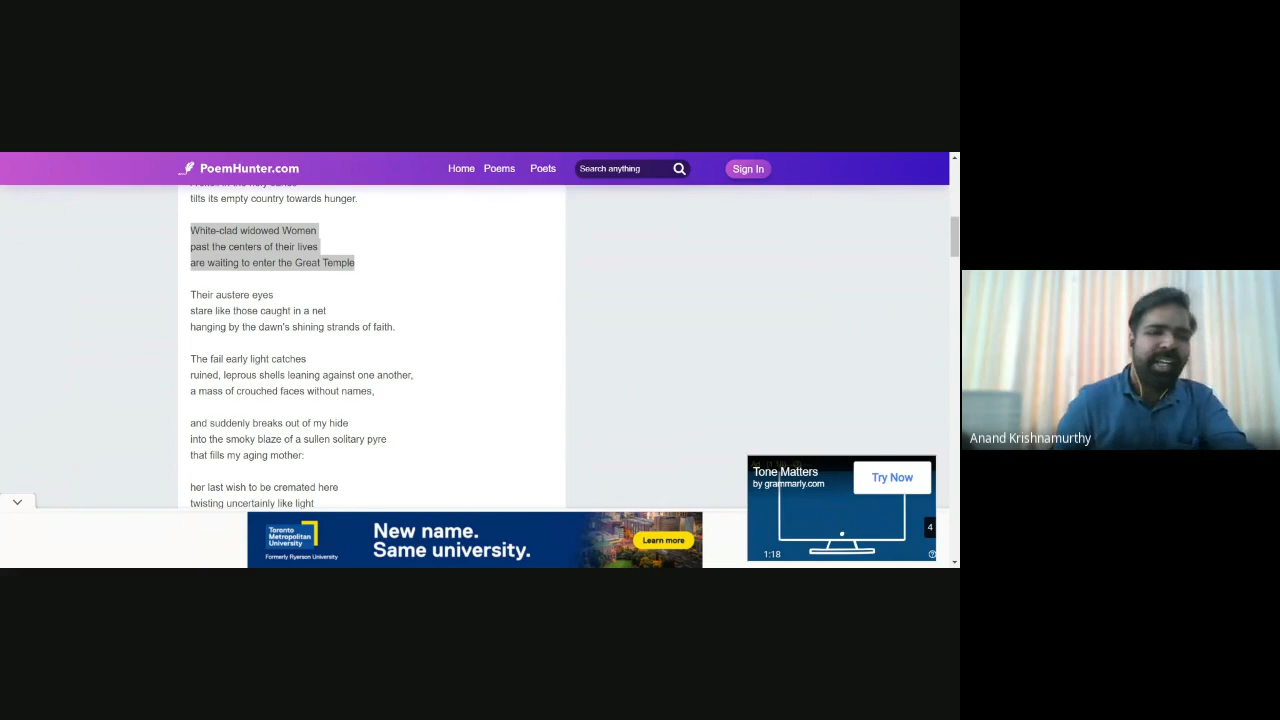 PoemHunter.com
Home Poems Poets Search anything Sign In
tilts its empty country towards hunger.
White-clad widowed Women
past the centers of their lives
are waiting to enter the Great Temple
Their austere eyes
stare like those caught in a net
hanging by the dawn's shining strands of faith.
The fail early light catches
ruined, leprous shells leaning against one another,
a mass of crouched faces without names,
and suddenly breaks out of my hide
into the smoky blaze of a sullen solitary pyre
that fills my aging mother:
her last wish to be cremated here
twisting uncertainly like light
Tone Matters
by grammarly.com
Try Now
4
1:18
Toronto
Metropolitan
University
Formerly Ryerson University
New name.
Same university.
Learn more
Anand Krishnamurthy